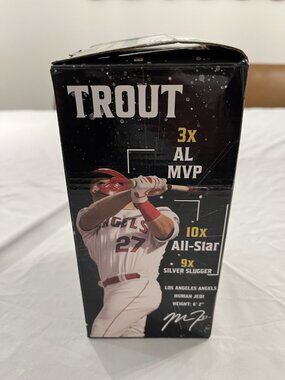 TROUT
3x
AL
MVP
10x
All-Star
9x
SILVER SLUGGER
LOS ANGELES ANGELS
HUMAN JEDI
HEIGHT: 6' 2"
ANGELS
27